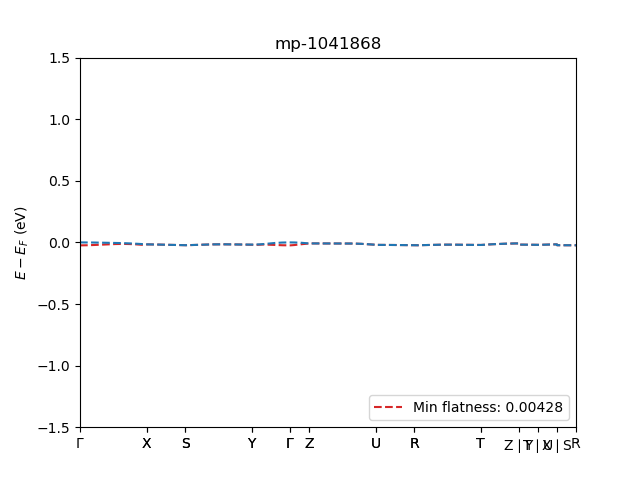 mp-1041868
E − E_F (eV)
1.5
1.0
0.5
0.0
−0.5
−1.0
−1.5
Min flatness: 0.00428
Γ X S Y Γ Z U R T Z|T Y|U X|S R